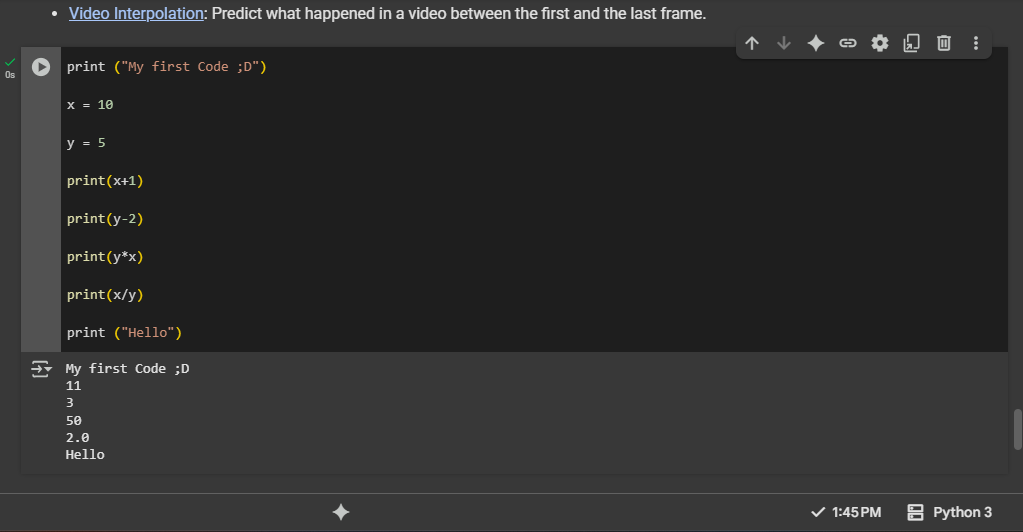 • Video Interpolation: Predict what happened in a video between the first and the last frame.
0s
print ("My first Code ;D")
x = 10
y = 5
print(x+1)
print(y-2)
print(y*x)
print(x/y)
print ("Hello")
My first Code ;D
11
3
50
2.0
Hello
1:45 PM Python 3